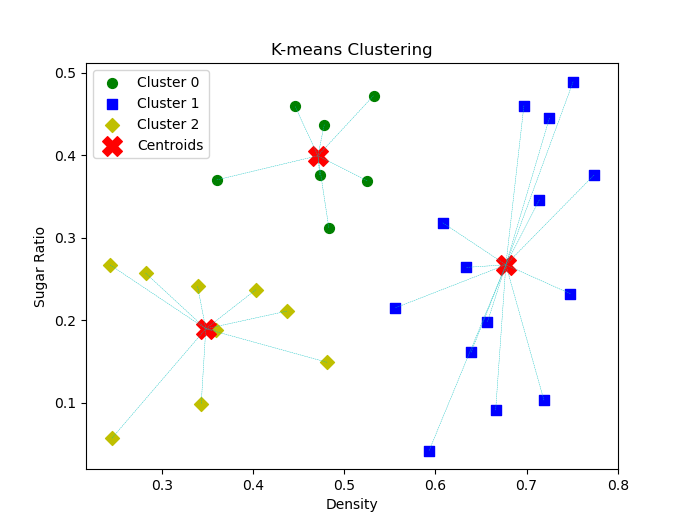 K-means Clustering
Cluster 0
Cluster 1
Cluster 2
Centroids
0.5
0.4
0.3
0.2
0.1
Sugar Ratio
0.3
0.4
0.5
0.6
0.7
0.8
Density